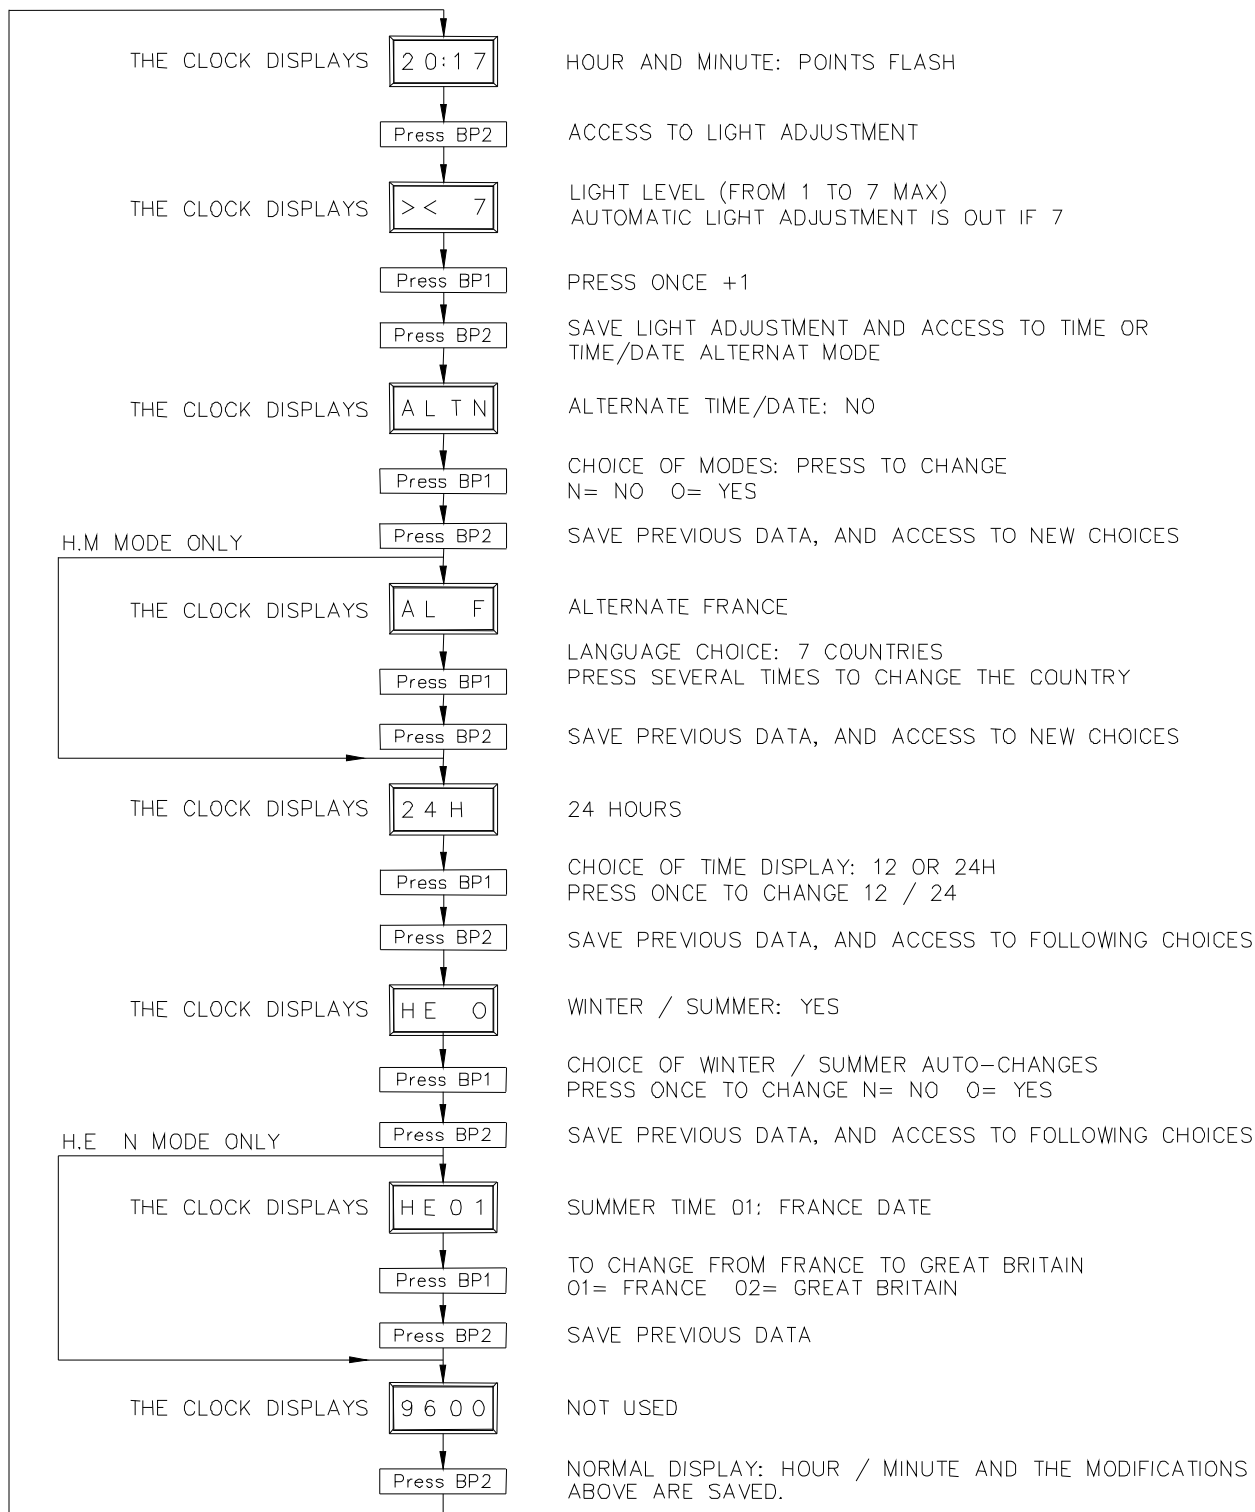 THE CLOCK DISPLAYS 20:17 HOUR AND MINUTE: POINTS FLASH
Press BP2 ACCESS TO LIGHT ADJUSTMENT
THE CLOCK DISPLAYS >< 7 LIGHT LEVEL (FROM 1 TO 7 MAX)
AUTOMATIC LIGHT ADJUSTMENT IS OUT IF 7
Press BP1 PRESS ONCE +1
Press BP2 SAVE LIGHT ADJUSTMENT AND ACCESS TO TIME OR
TIME/DATE ALTERNAT MODE
THE CLOCK DISPLAYS ALTN ALTERNATE TIME/DATE: NO
Press BP1 CHOICE OF MODES: PRESS TO CHANGE
N= NO O= YES
Press BP2 SAVE PREVIOUS DATA, AND ACCESS TO NEW CHOICES
H.M MODE ONLY
THE CLOCK DISPLAYS AL F ALTERNATE FRANCE
Press BP1 LANGUAGE CHOICE: 7 COUNTRIES
PRESS SEVERAL TIMES TO CHANGE THE COUNTRY
Press BP2 SAVE PREVIOUS DATA, AND ACCESS TO NEW CHOICES
THE CLOCK DISPLAYS 24H 24 HOURS
Press BP1 CHOICE OF TIME DISPLAY: 12 OR 24H
PRESS ONCE TO CHANGE 12 / 24
Press BP2 SAVE PREVIOUS DATA, AND ACCESS TO FOLLOWING CHOICES
THE CLOCK DISPLAYS HE O WINTER / SUMMER: YES
Press BP1 CHOICE OF WINTER / SUMMER AUTO-CHANGES
PRESS ONCE TO CHANGE N= NO O= YES
Press BP2 SAVE PREVIOUS DATA, AND ACCESS TO FOLLOWING CHOICES
H.E N MODE ONLY
THE CLOCK DISPLAYS HE01 SUMMER TIME 01: FRANCE DATE
Press BP1 TO CHANGE FROM FRANCE TO GREAT BRITAIN
01= FRANCE 02= GREAT BRITAIN
Press BP2 SAVE PREVIOUS DATA
THE CLOCK DISPLAYS 9600 NOT USED
Press BP2 NORMAL DISPLAY: HOUR / MINUTE AND THE MODIFICATIONS
ABOVE ARE SAVED.